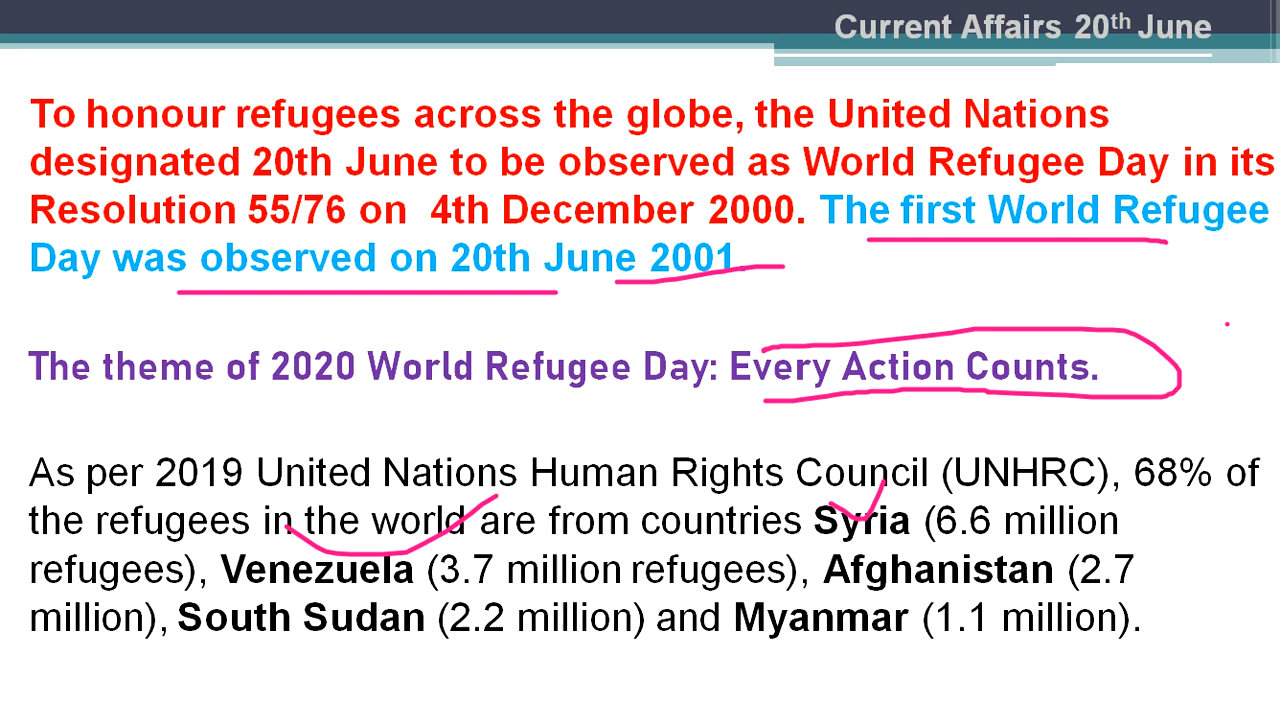 Current Affairs 20th June
To honour refugees across the globe, the United Nations
designated 20th June to be observed as World Refugee Day in its
Resolution 55/76 on 4th December 2000. The first World Refugee
Day was observed on 20th June 2001.
The theme of 2020 World Refugee Day: Every Action Counts.
As per 2019 United Nations Human Rights Council (UNHRC), 68% of
the refugees in the world are from countries Syria (6.6 million
refugees), Venezuela (3.7 million refugees), Afghanistan (2.7
million), South Sudan (2.2 million) and Myanmar (1.1 million).